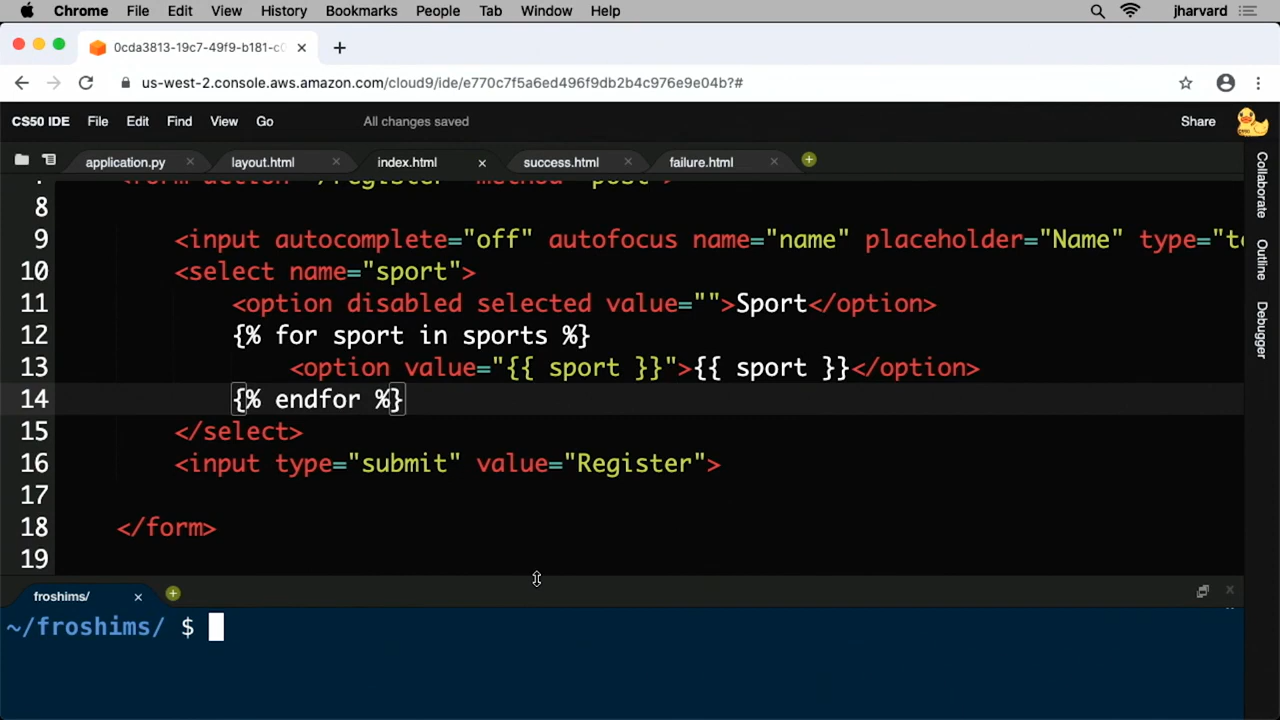 Chrome File Edit View History Bookmarks People Tab Window Help jharvard
0cda3813-19c7-49f9-b181-c
us-west-2.console.aws.amazon.com/cloud9/ide/e770c7f5a6ed496f9db2b4c976e9e04b?#
CS50 IDE File Edit Find View Go All changes saved Share
application.py layout.html index.html success.html failure.html
8
9 <input autocomplete="off" autofocus name="name" placeholder="Name" type="te
10 <select name="sport">
11 <option disabled selected value="">Sport</option>
12 {% for sport in sports %}
13 <option value="{{ sport }}">{{ sport }}</option>
14 {% endfor %}
15 </select>
16 <input type="submit" value="Register">
17
18 </form>
19
Collaborate
Outline
Debugger
froshims/
~/froshims/ $